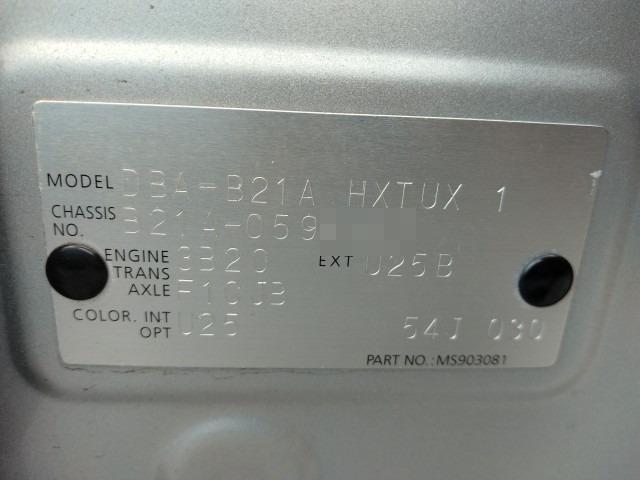 MODEL DBA-B21A HXTUX 1
CHASSIS NO. B21A-059
ENGINE 3B20 EXT U25B
TRANS AXLE F1CJB
COLOR. INT U25
OPT 54J 030
PART NO.: MS903081